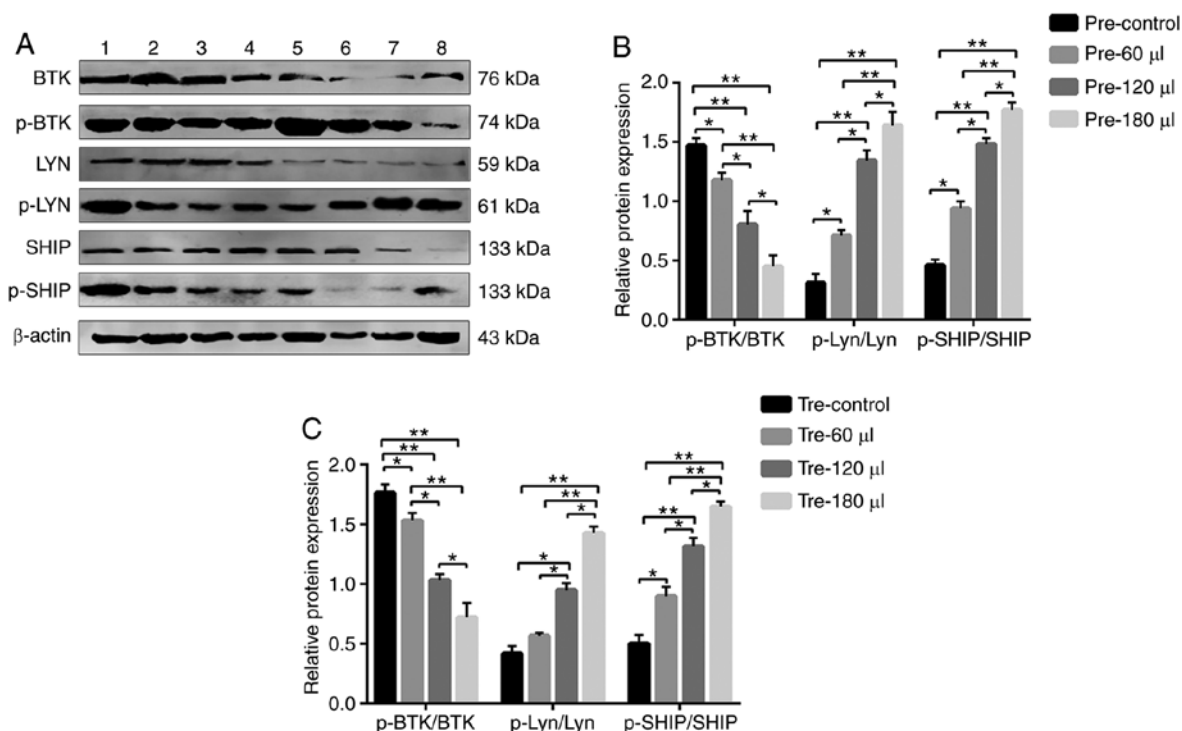 A
1 2 3 4 5 6 7 8
BTK 76 kDa
p-BTK 74 kDa
LYN 59 kDa
p-LYN 61 kDa
SHIP 133 kDa
p-SHIP 133 kDa
β-actin 43 kDa
B
Pre-control
Pre-60 µl
Pre-120 µl
Pre-180 µl
Relative protein expression
2.0
1.5
1.0
0.5
0.0
** ** * ** * *
** ** * ** * *
** ** * ** * *
p-BTK/BTK p-Lyn/Lyn p-SHIP/SHIP
C
Tre-control
Tre-60 µl
Tre-120 µl
Tre-180 µl
Relative protein expression
2.0
1.5
1.0
0.5
0.0
** ** * ** * *
** ** * * *
** ** * ** * *
p-BTK/BTK p-Lyn/Lyn p-SHIP/SHIP